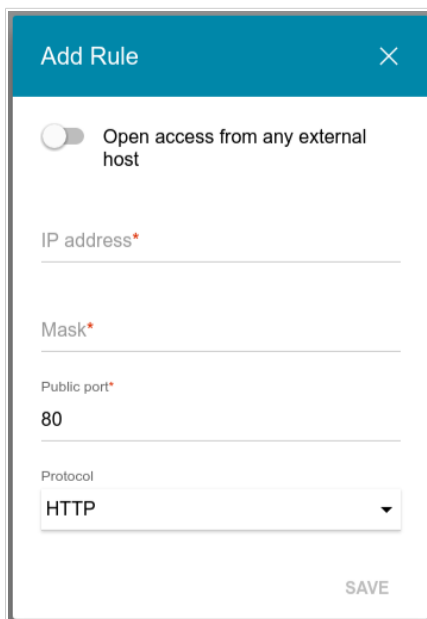 Add Rule
Open access from any external
host
IP address*
Mask*
Public port*
80
Protocol
HTTP
SAVE